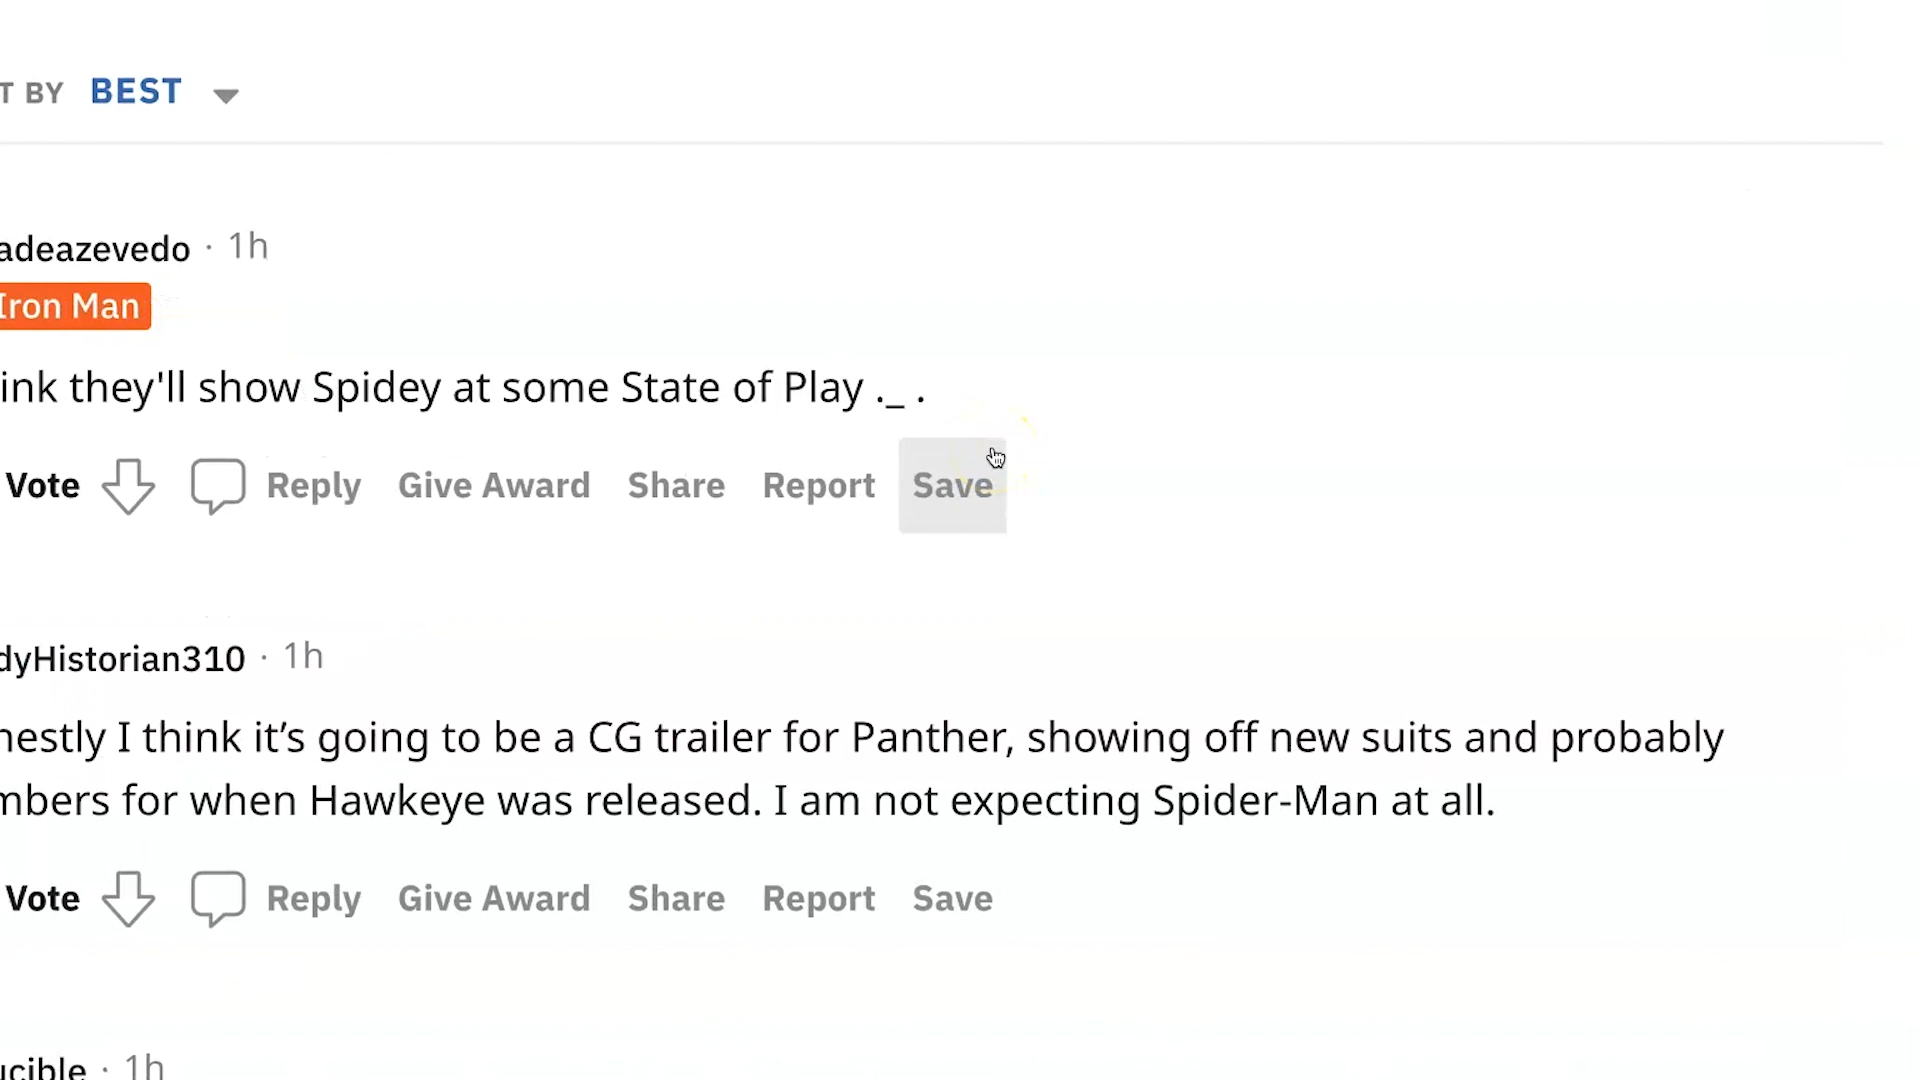 T BY BEST
adeazevedo · 1h
Iron Man
ink they'll show Spidey at some State of Play ._ .
Vote Reply Give Award Share Report Save
dyHistorian310 · 1h
nestly I think it’s going to be a CG trailer for Panther, showing off new suits and probably
mbers for when Hawkeye was released. I am not expecting Spider-Man at all.
Vote Reply Give Award Share Report Save
ucible · 1h